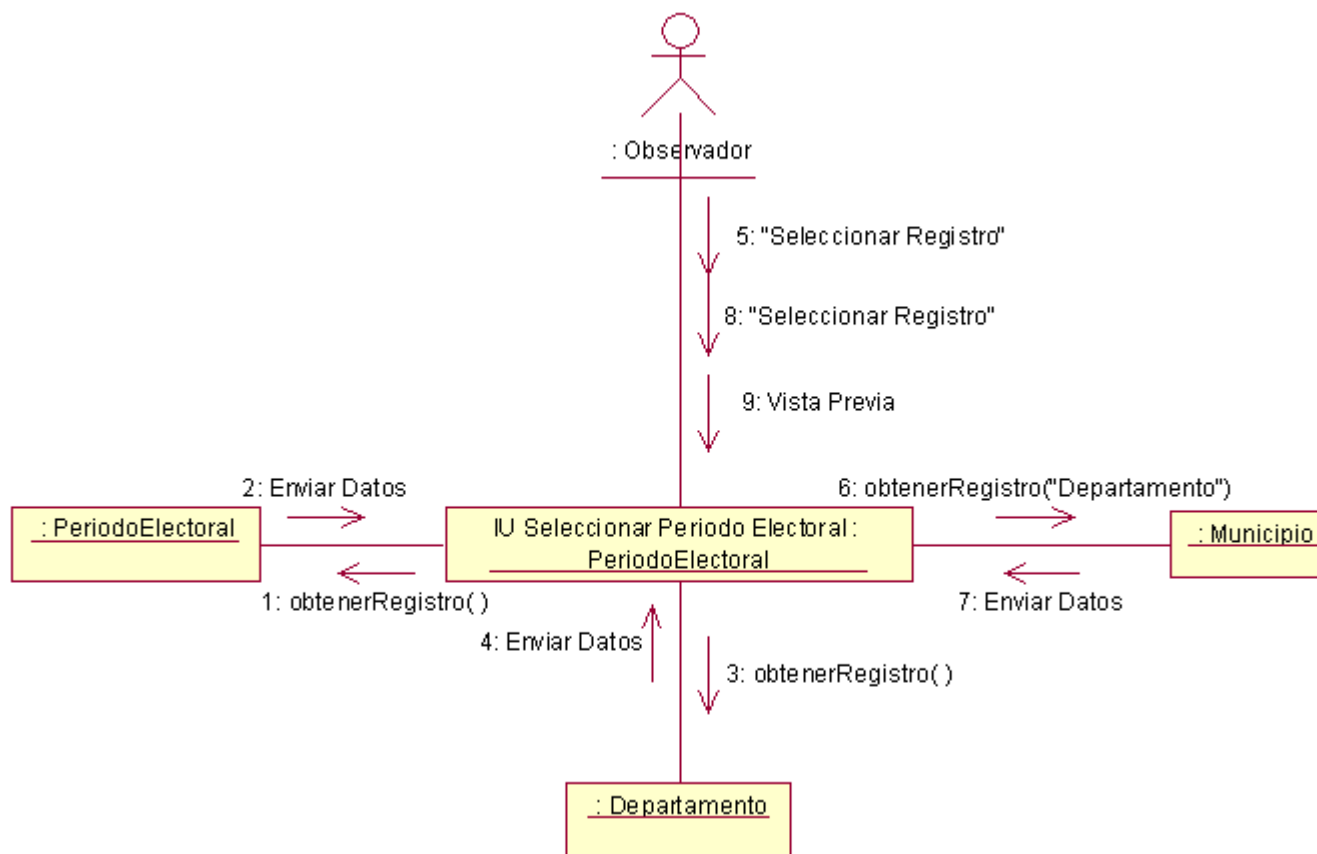 : Observador
5: "Seleccionar Registro"
8: "Seleccionar Registro"
9: Vista Previa
2: Enviar Datos
6: obtenerRegistro("Departamento")
: PeriodoElectoral
IU Seleccionar Periodo Electoral :
PeriodoElectoral
: Municipio
1: obtenerRegistro( )
7: Enviar Datos
4: Enviar Datos
3: obtenerRegistro( )
: Departamento